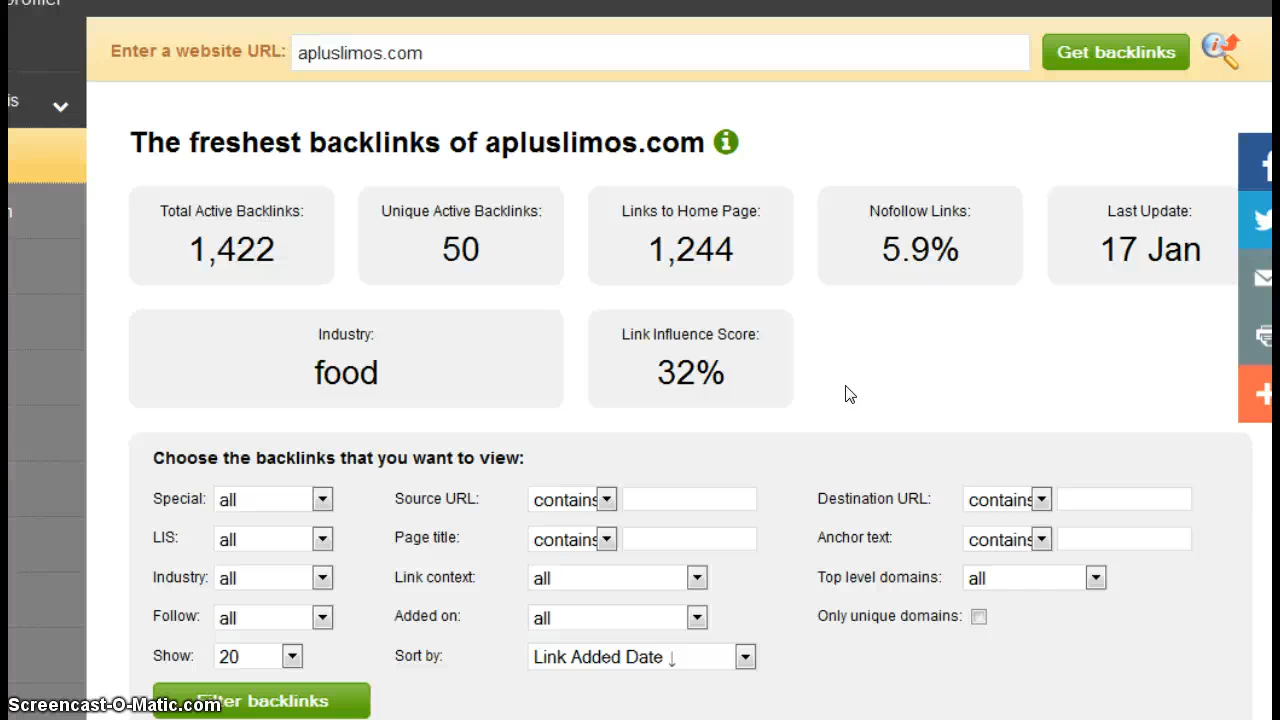 Enter a website URL: apluslimos.com Get backlinks
is
The freshest backlinks of apluslimos.com
Total Active Backlinks: Unique Active Backlinks: Links to Home Page: Nofollow Links: Last Update:
1,422 50 1,244 5.9% 17 Jan
Industry: Link Influence Score:
food 32%
Choose the backlinks that you want to view:
Special: all Source URL: contains Destination URL: contains
LIS: all Page title: contains Anchor text: contains
Industry: all Link context: all Top level domains: all
Follow: all Added on: all Only unique domains:
Show: 20 Sort by: Link Added Date ↓
Filter backlinks
Screencast-O-Matic.com